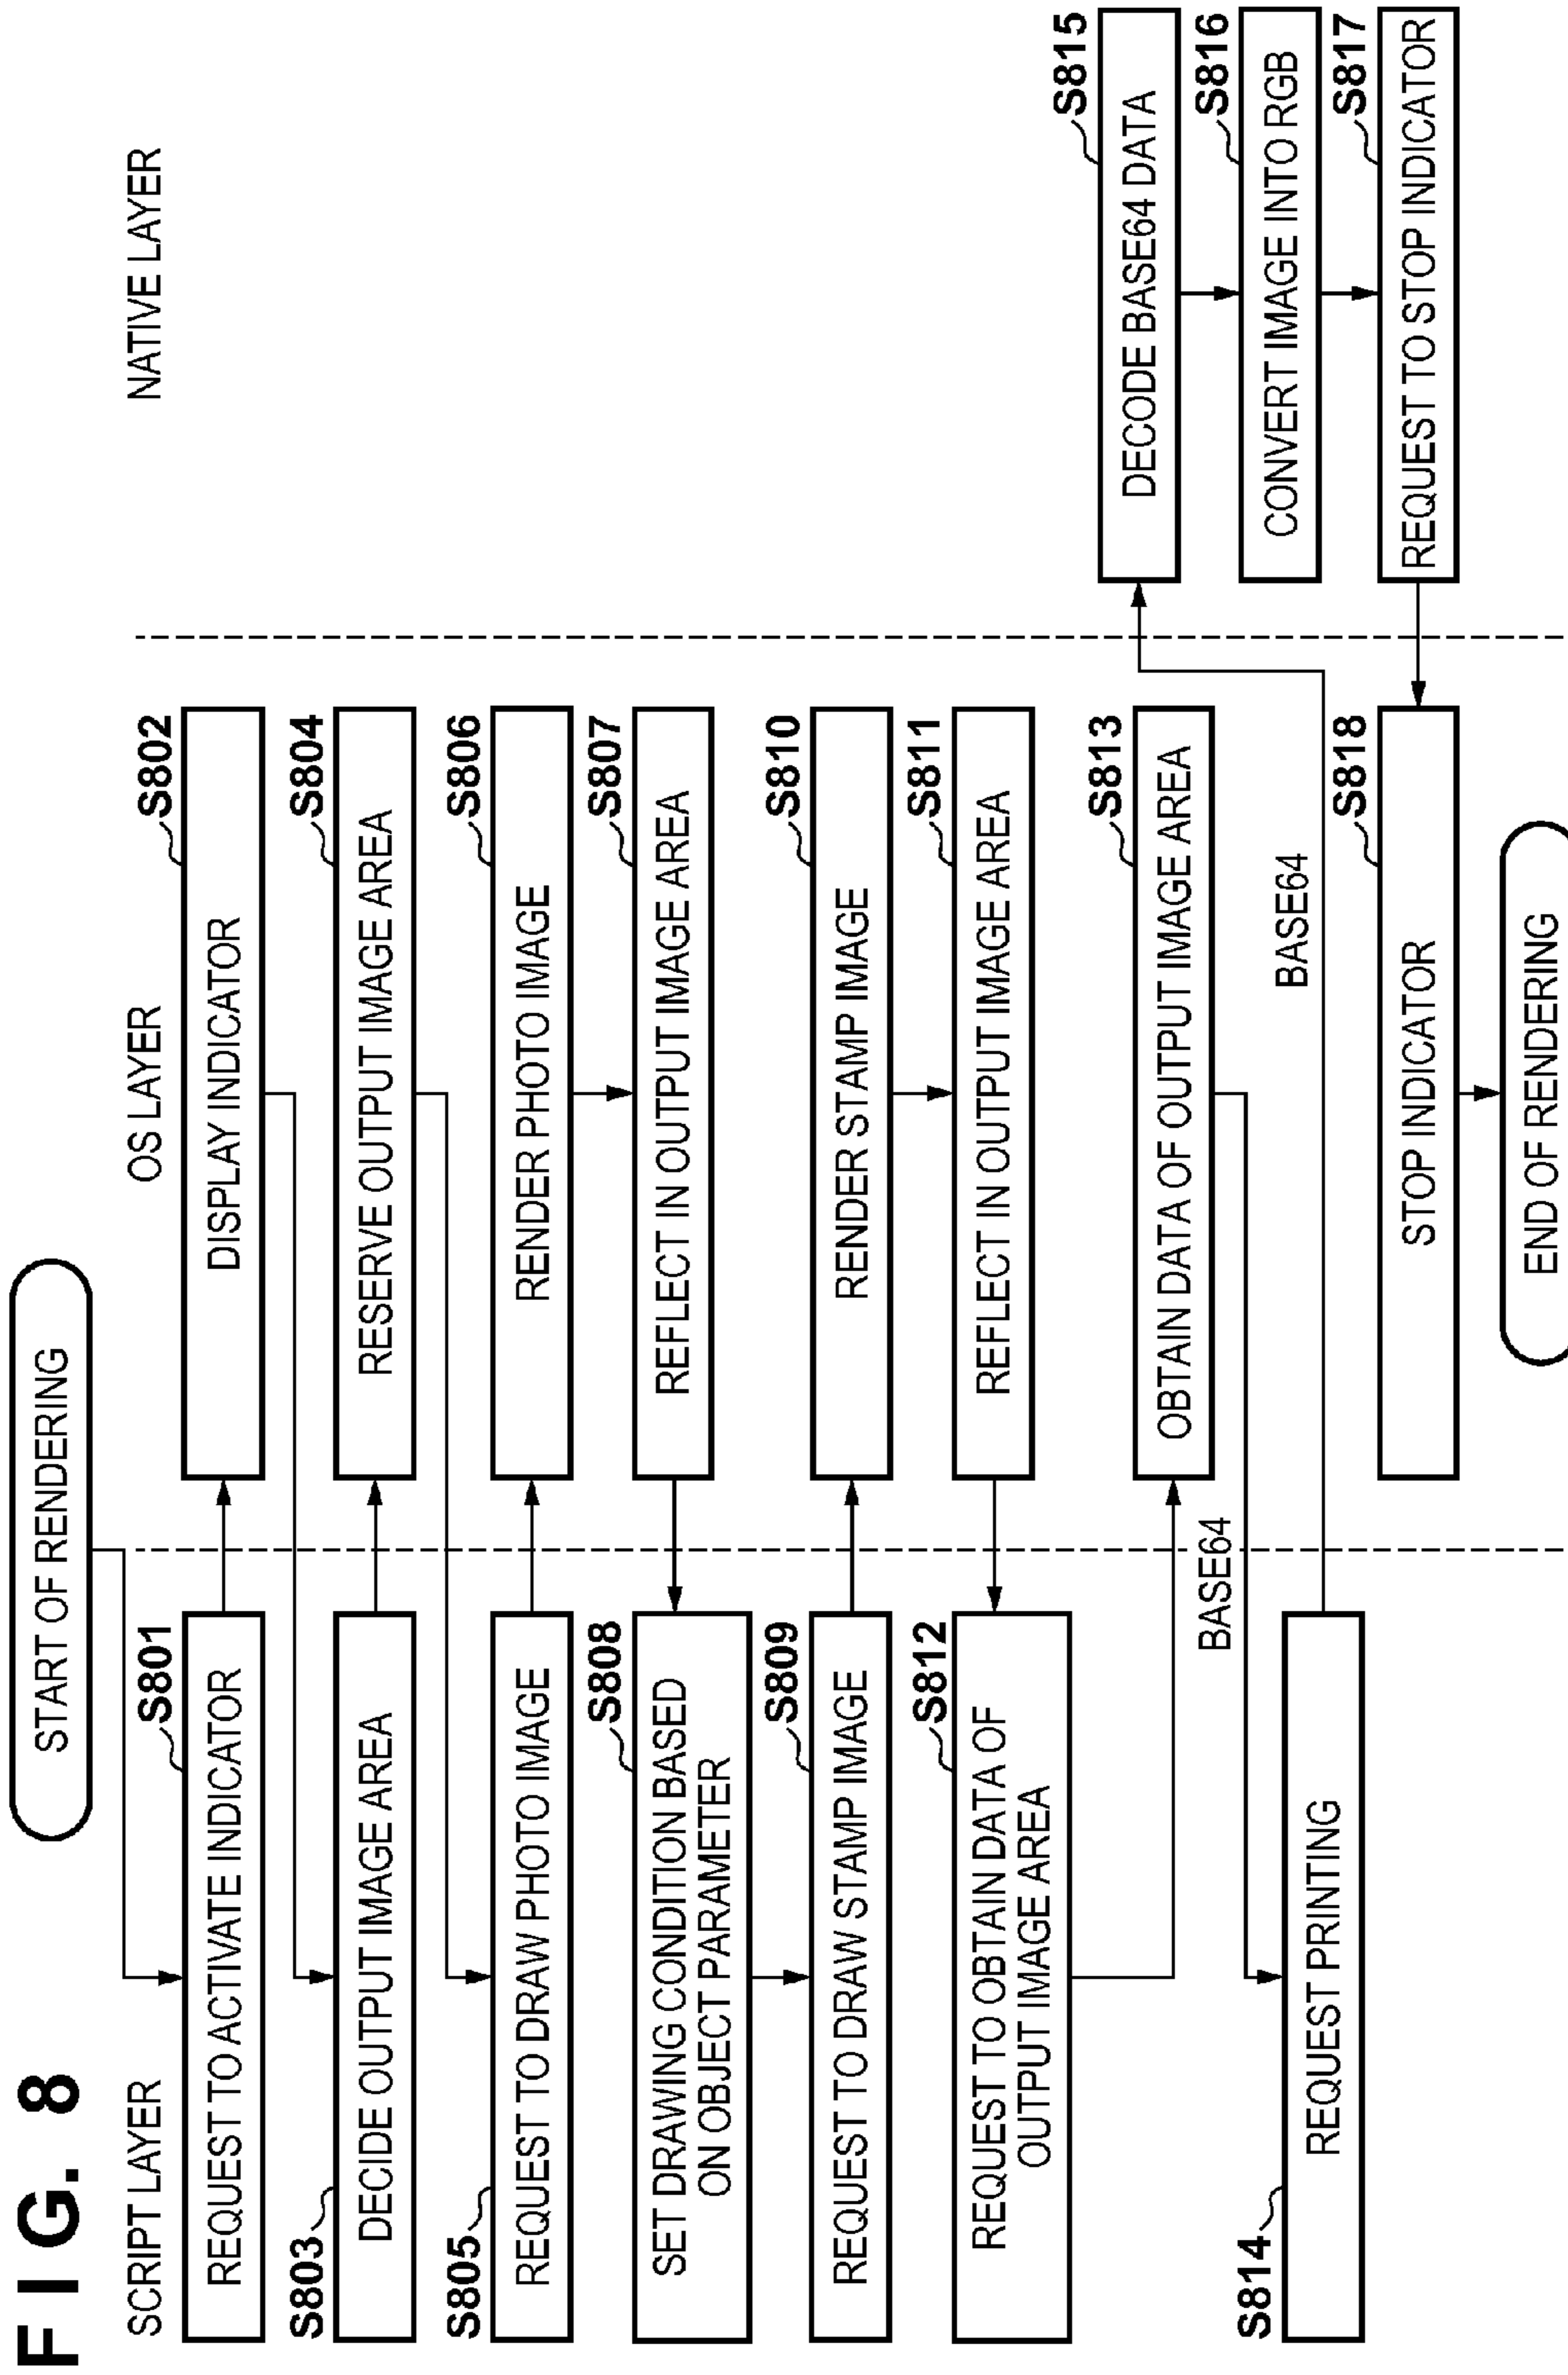 FIG. 8
START OF RENDERING
SCRIPT LAYER
OS LAYER
NATIVE LAYER
S801
REQUEST TO ACTIVATE INDICATOR
S802
DISPLAY INDICATOR
S803
DECIDE OUTPUT IMAGE AREA
S804
RESERVE OUTPUT IMAGE AREA
S805
REQUEST TO DRAW PHOTO IMAGE
S806
RENDER PHOTO IMAGE
S807
REFLECT IN OUTPUT IMAGE AREA
S808
SET DRAWING CONDITION BASED
ON OBJECT PARAMETER
S809
REQUEST TO DRAW STAMP IMAGE
S810
RENDER STAMP IMAGE
S811
REFLECT IN OUTPUT IMAGE AREA
S812
REQUEST TO OBTAIN DATA OF
OUTPUT IMAGE AREA
S813
OBTAIN DATA OF OUTPUT IMAGE AREA
BASE64
S814
REQUEST PRINTING
BASE64
S815
DECODE BASE64 DATA
S816
CONVERT IMAGE INTO RGB
S817
REQUEST TO STOP INDICATOR
S818
STOP INDICATOR
END OF RENDERING